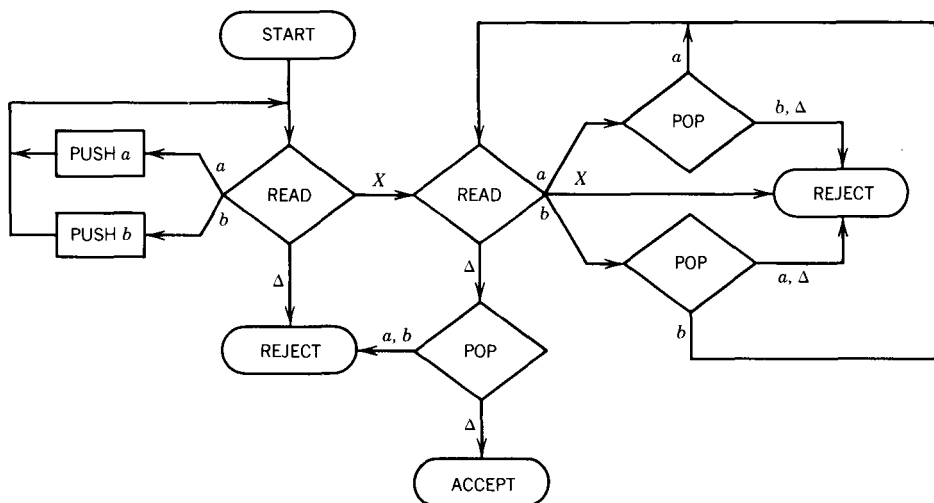 START
a
POP
b, Δ
PUSH a
a
READ
X
READ
a
X
REJECT
b
b
PUSH b
POP
a, Δ
Δ
Δ
b
REJECT
a, b
POP
Δ
ACCEPT